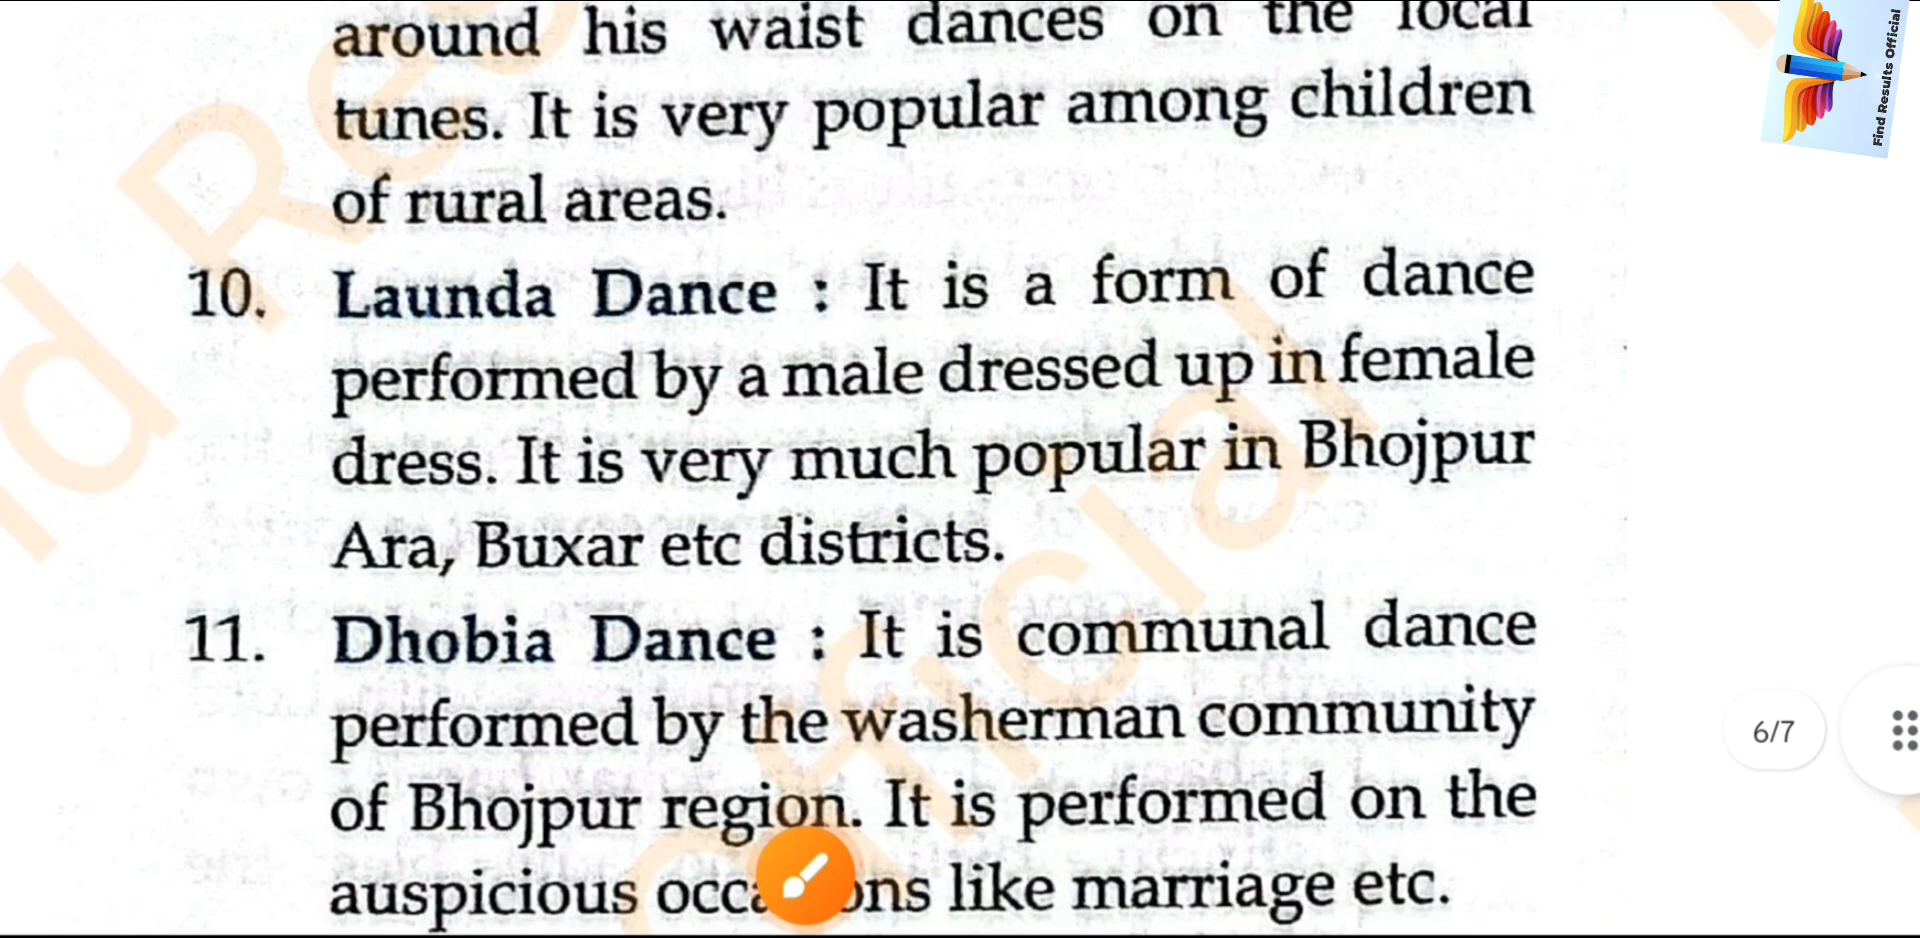 around his waist dances on the local
tunes. It is very popular among children
of rural areas.
10. Launda Dance : It is a form of dance
performed by a male dressed up in female
dress. It is very much popular in Bhojpur
Ara, Buxar etc districts.
11. Dhobia Dance : It is communal dance
performed by the washerman community
of Bhojpur region. It is performed on the
auspicious like marriage etc.
Find Results Official
6/7